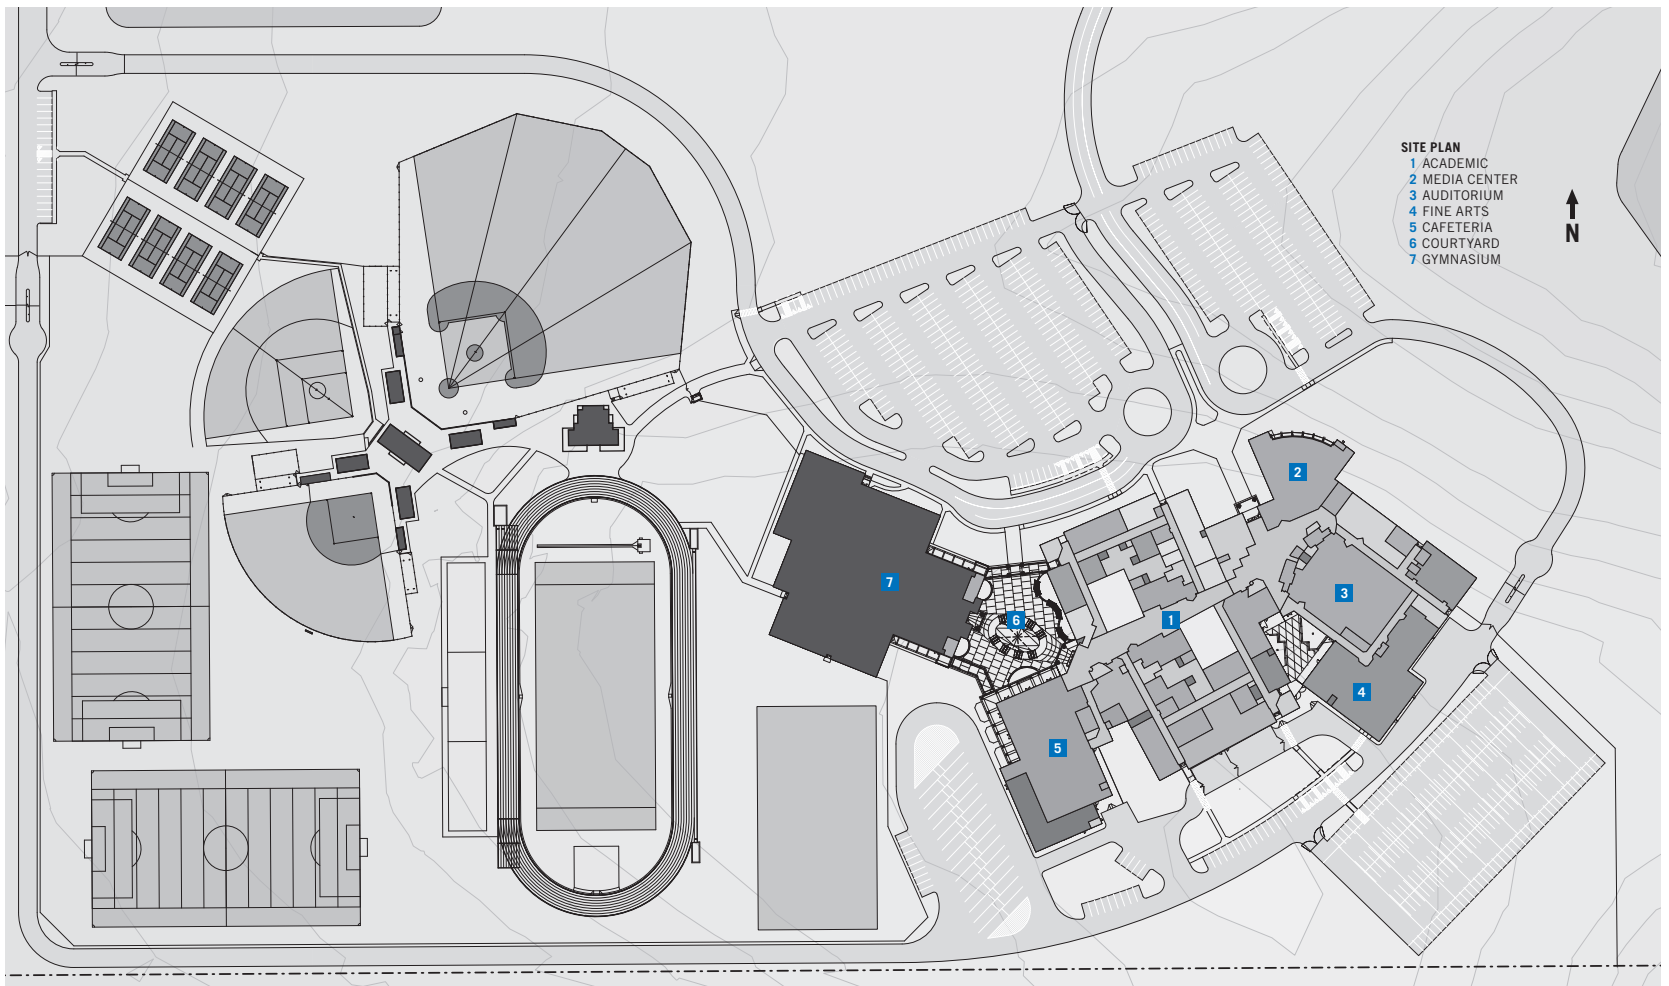 SITE PLAN
1 ACADEMIC
2 MEDIA CENTER
3 AUDITORIUM
4 FINE ARTS
5 CAFETERIA
6 COURTYARD
7 GYMNASIUM
N
2
7
3
6
1
4
5